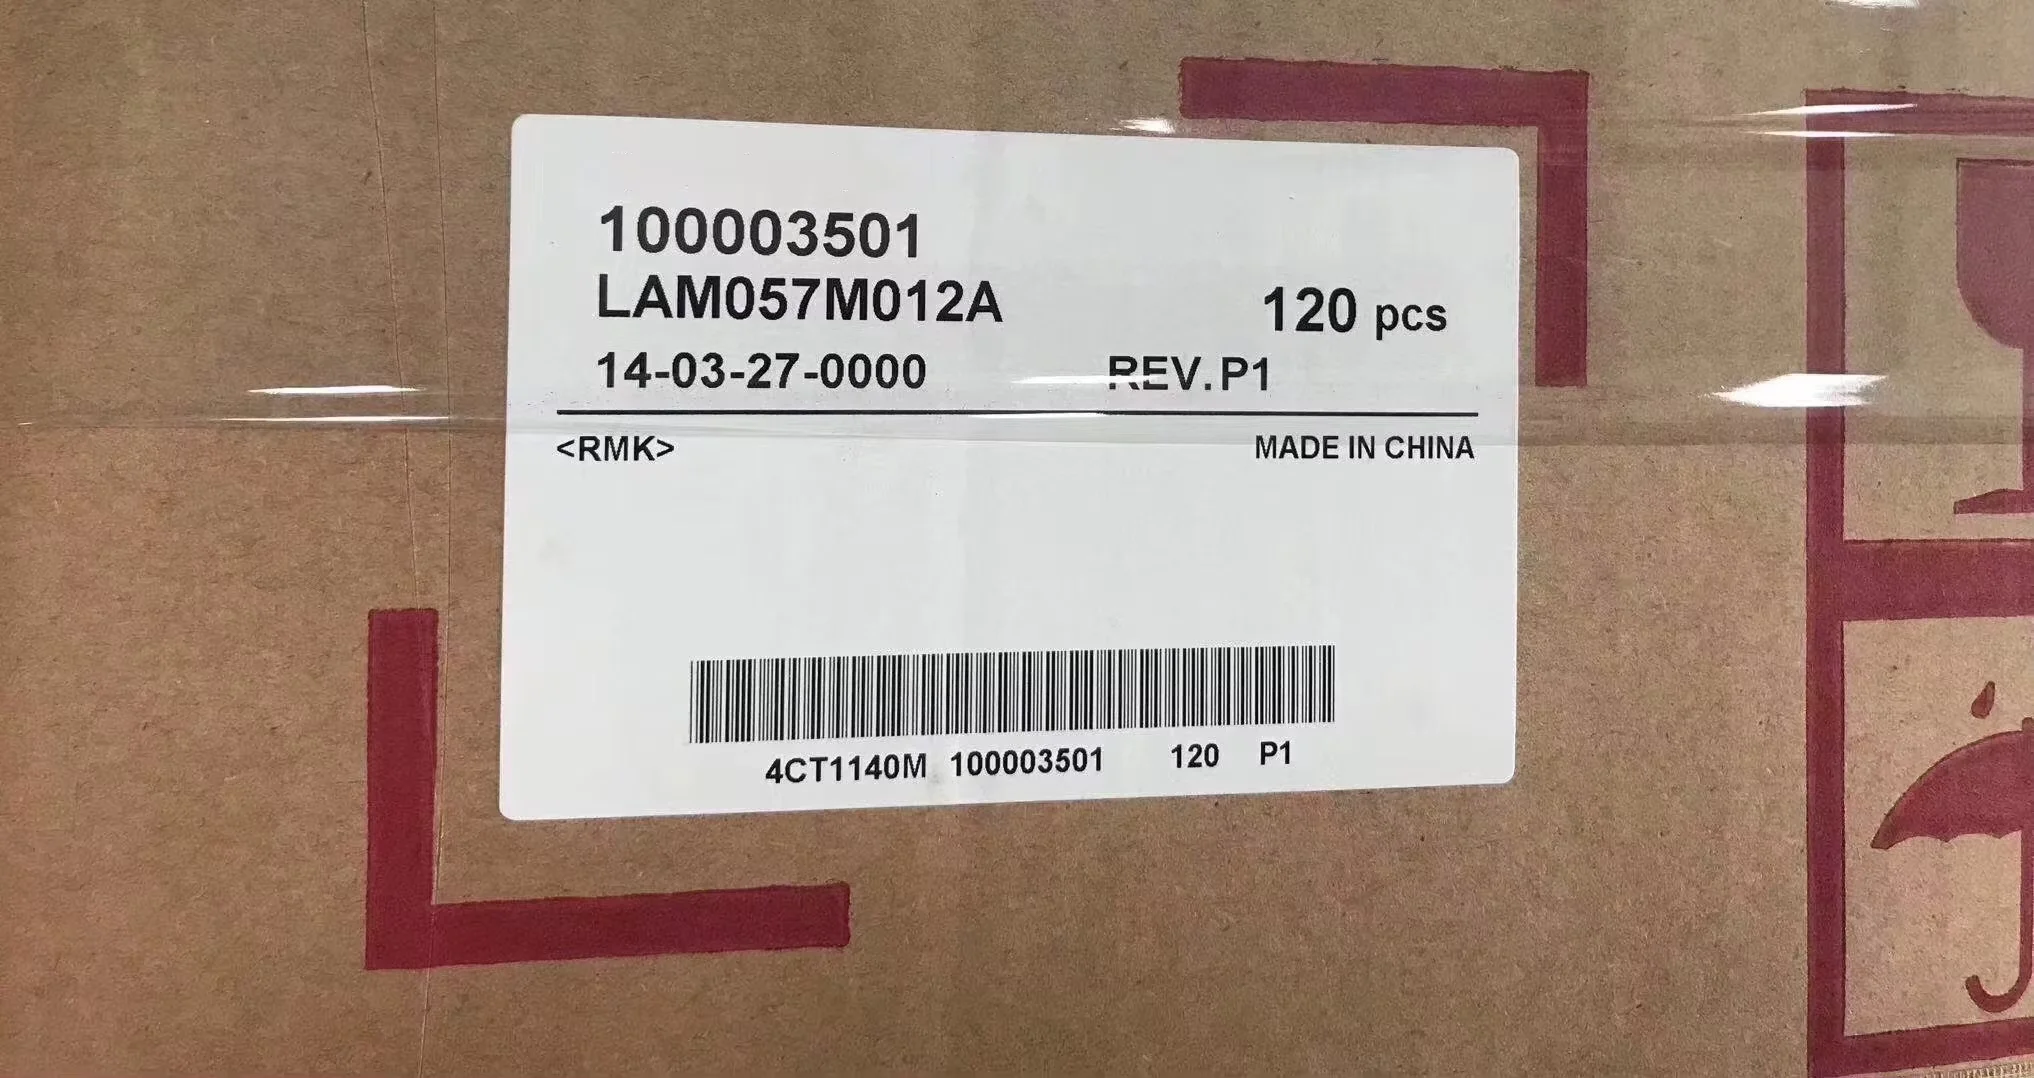 100003501
LAM057M012A 120 pcs
14-03-27-0000 REV.P1
<RMK> MADE IN CHINA
4CT1140M 100003501 120 P1